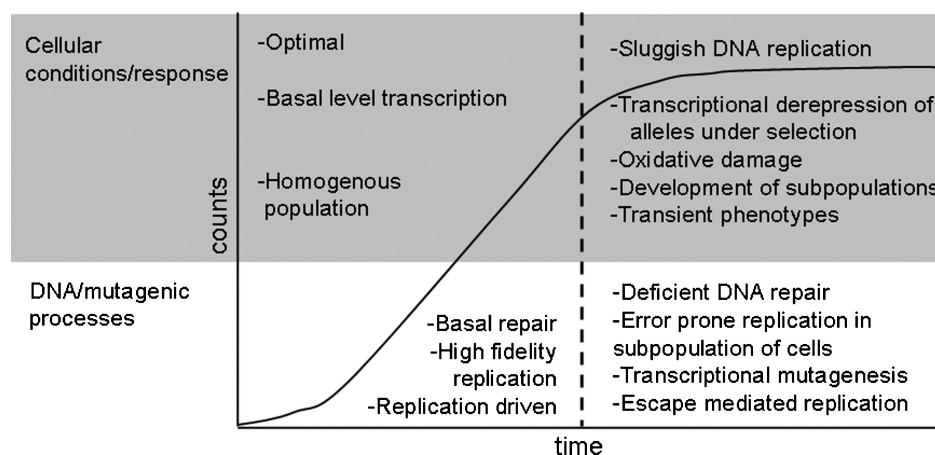 Cellular
conditions/response
-Optimal
-Basal level transcription
-Homogenous
population
-Sluggish DNA replication
-Transcriptional derepression of
alleles under selection
-Oxidative damage
-Development of subpopulations
-Transient phenotypes
counts
DNA/mutagenic
processes
-Basal repair
-High fidelity
replication
-Replication driven
-Deficient DNA repair
-Error prone replication in
subpopulation of cells
-Transcriptional mutagenesis
-Escape mediated replication
time